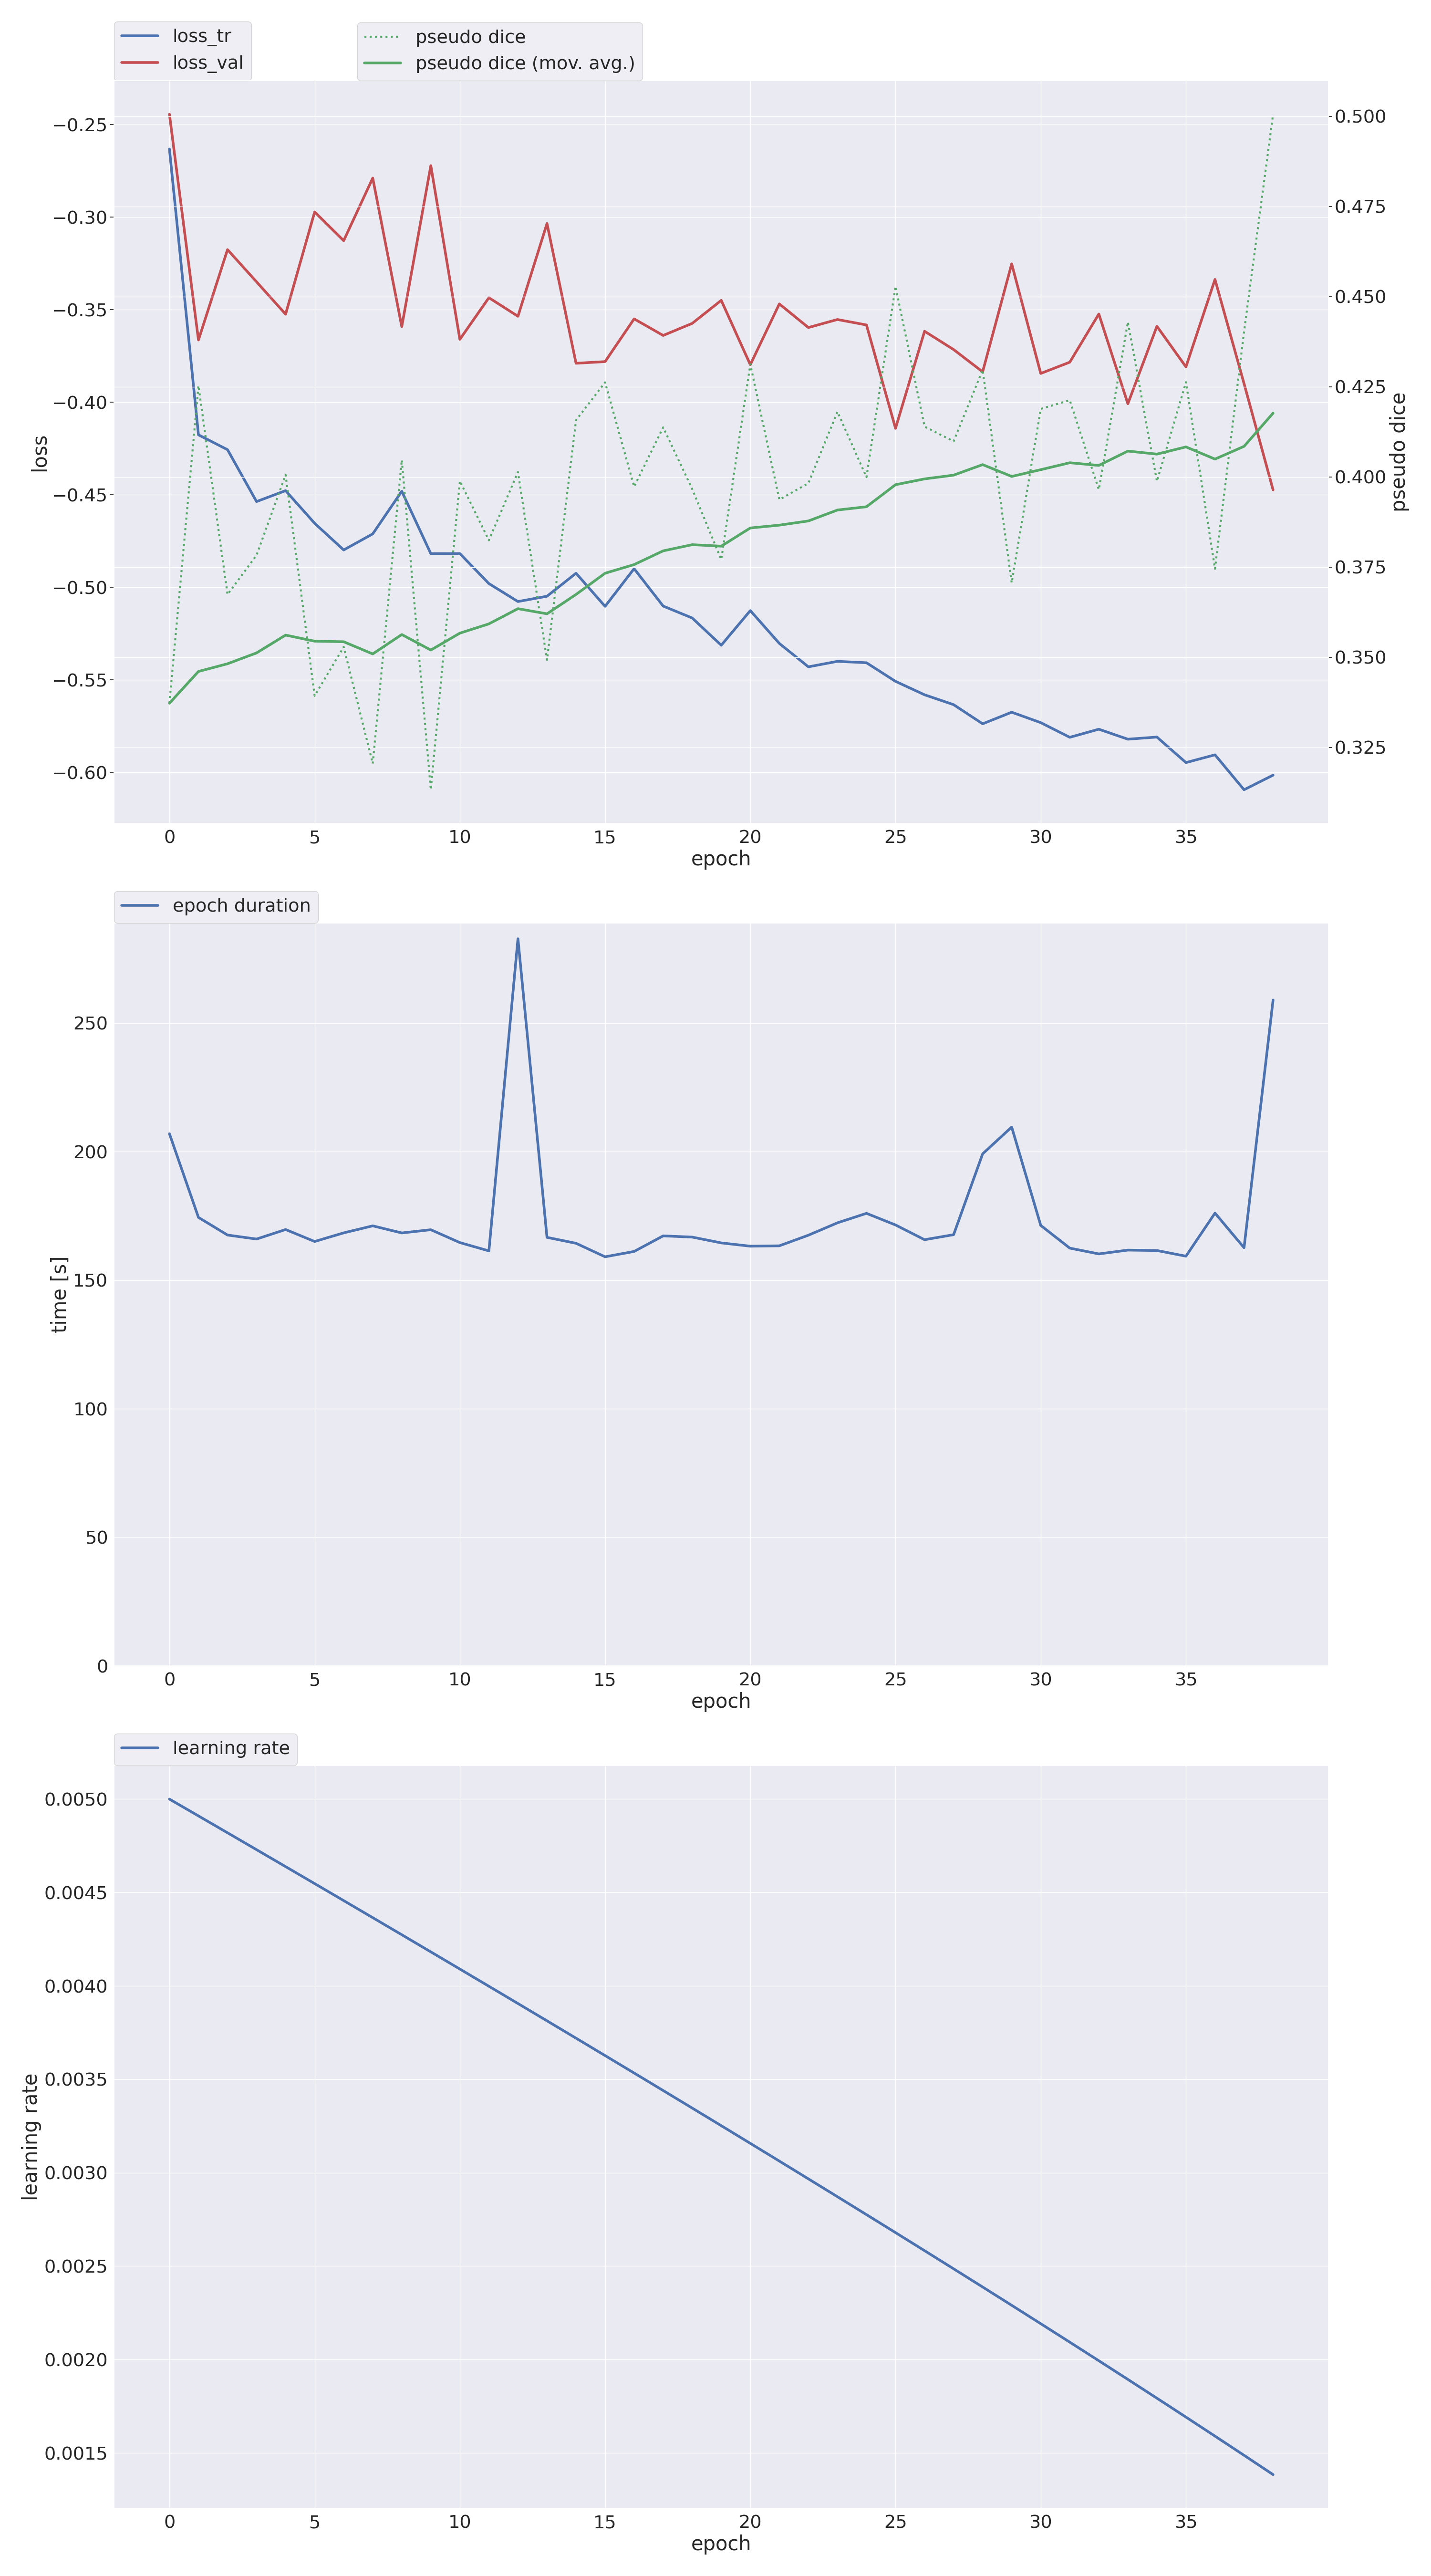 loss_tr
loss_val
pseudo dice
pseudo dice (mov. avg.)
−0.25
−0.30
−0.35
−0.40
−0.45
−0.50
−0.55
−0.60
loss
0.500
0.475
0.450
0.425
0.400
0.375
0.350
0.325
pseudo dice
0 5 10 15 20 25 30 35
epoch
epoch duration
250
200
150
100
50
0
time [s]
0 5 10 15 20 25 30 35
epoch
learning rate
0.0050
0.0045
0.0040
0.0035
0.0030
0.0025
0.0020
0.0015
learning rate
0 5 10 15 20 25 30 35
epoch